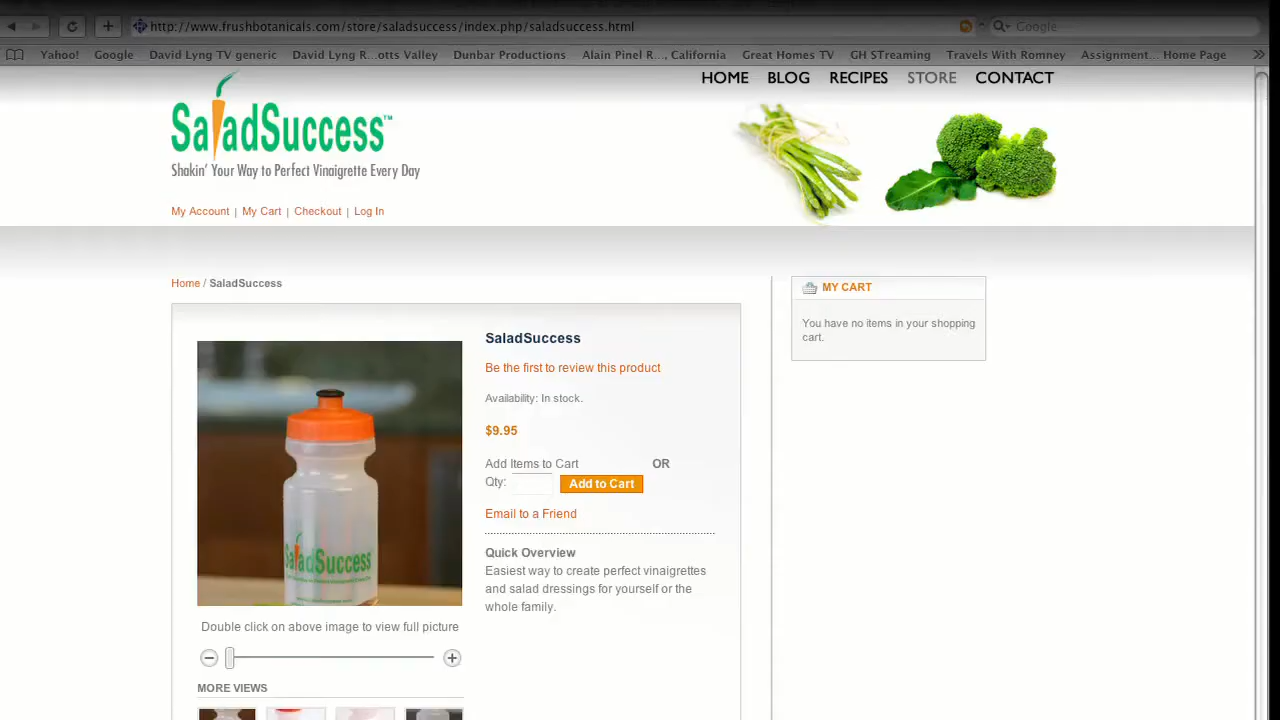 http://www.frushbotanicals.com/store/saladsuccess/index.php/saladsuccess.html
Google
Yahoo! Google David Lyng TV generic David Lyng R...otts Valley Dunbar Productions Alain Pinel R..., California Great Homes TV GH STreaming Travels With Romney Assignment... Home Page
HOME BLOG RECIPES STORE CONTACT
SaladSuccess™
Shakin' Your Way to Perfect Vinaigrette Every Day
My Account | My Cart | Checkout | Log In
Home / SaladSuccess
MY CART
You have no items in your shopping
cart.
SaladSuccess
Be the first to review this product
Availability: In stock.
$9.95
Add Items to Cart OR
Qty: Add to Cart
Email to a Friend
Quick Overview
Easiest way to create perfect vinaigrettes
and salad dressings for yourself or the
whole family.
SaladSuccess
Double click on above image to view full picture
MORE VIEWS